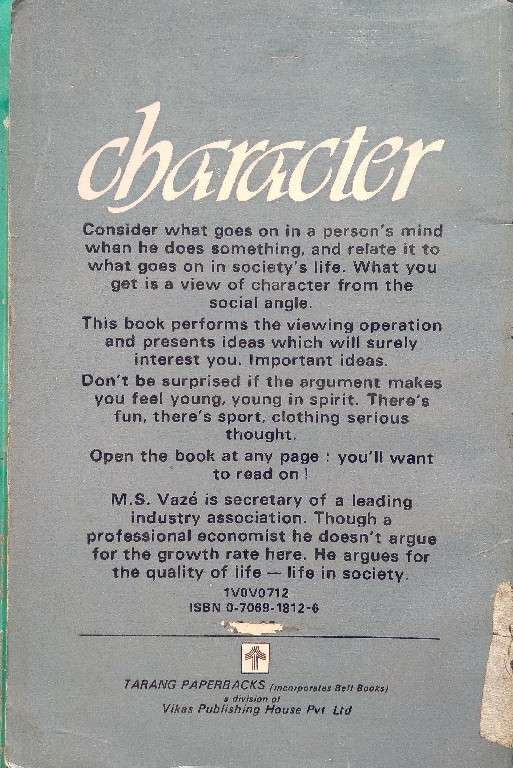 character
Consider what goes on in a person's mind
when he does something, and relate it to
what goes on in society's life. What you
get is a view of character from the
social angle.
This book performs the viewing operation
and presents ideas which will surely
interest you. Important ideas.
Don't be surprised if the argument makes
you feel young, young in spirit. There's
fun, there's sport, clothing serious
thought.
Open the book at any page : you'll want
to read on !
M.S. Vazé is secretary of a leading
industry association. Though a
professional economist he doesn't argue
for the growth rate here. He argues for
the quality of life — life in society.
1V0V0712
ISBN 0-7069-1812-6
TARANG PAPERBACKS (incorporates Bell Books)
a division of
Vikas Publishing House Pvt Ltd